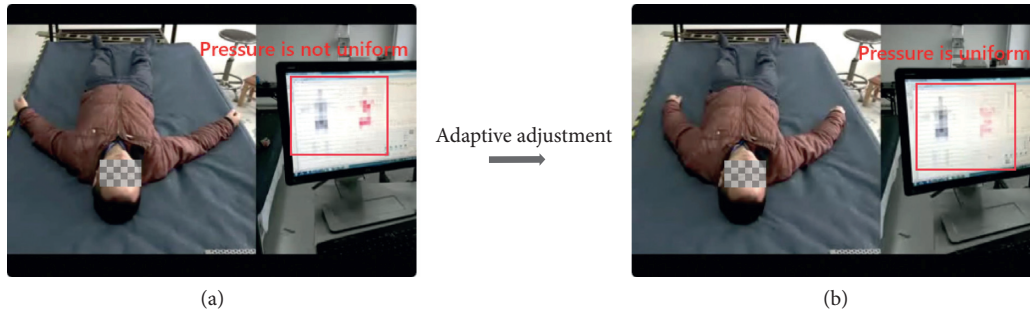 Pressure is not uniform
Adaptive adjustment
Pressure is uniform
(a)
(b)